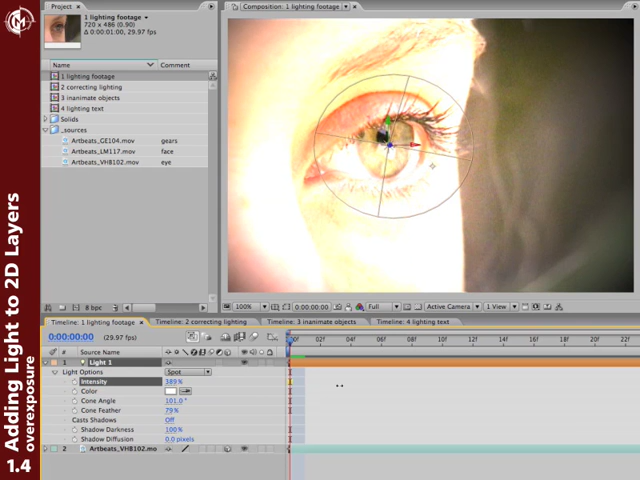 Project
Composition: 1 lighting footage
1 lighting footage
720 x 486 (0.90)
Δ 0:00:01:00, 29.97 fps
Name
Comment
1 lighting footage
2 correcting lighting
3 inanimate objects
4 lighting text
Solids
_sources
Artbeats_GE104.mov gears
Artbeats_LM117.mov face
Artbeats_VHB102.mov eye
8 bpc
100%
0:00:00:00
Full
Active Camera
1 View
Adding Light to 2D Layers
overexposure
1.4
Timeline: 1 lighting footage
Timeline: 2 correcting lighting
Timeline: 3 inanimate objects
Timeline: 4 lighting text
0:00:00:00
(29.97 fps)
#
Source Name
00f 02f 04f 06f 08f 10f 12f 14f 16f 18f 20f 22f
1 Light 1
Light Options Spot
Intensity 389%
Color
Cone Angle 101.0°
Cone Feather 79%
Casts Shadows Off
Shadow Darkness 100%
Shadow Diffusion 0.0 pixels
2 Artbeats_VHB102.mo